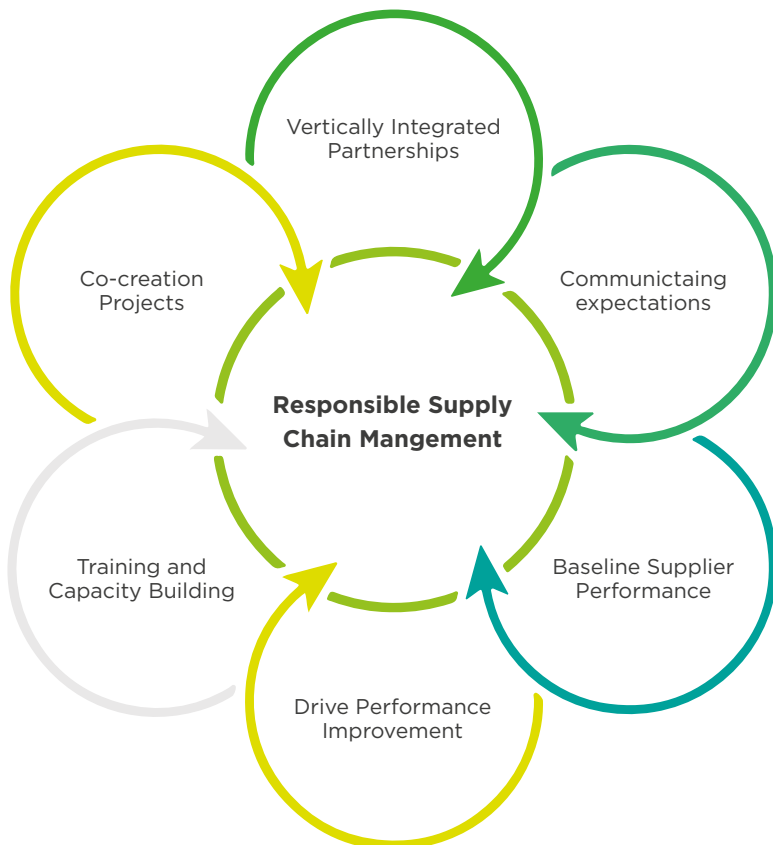 Vertically Integrated
Partnerships
Communictaing
expectations
Baseline Supplier
Performance
Drive Performance
Improvement
Training and
Capacity Building
Co-creation
Projects
Responsible Supply
Chain Mangement